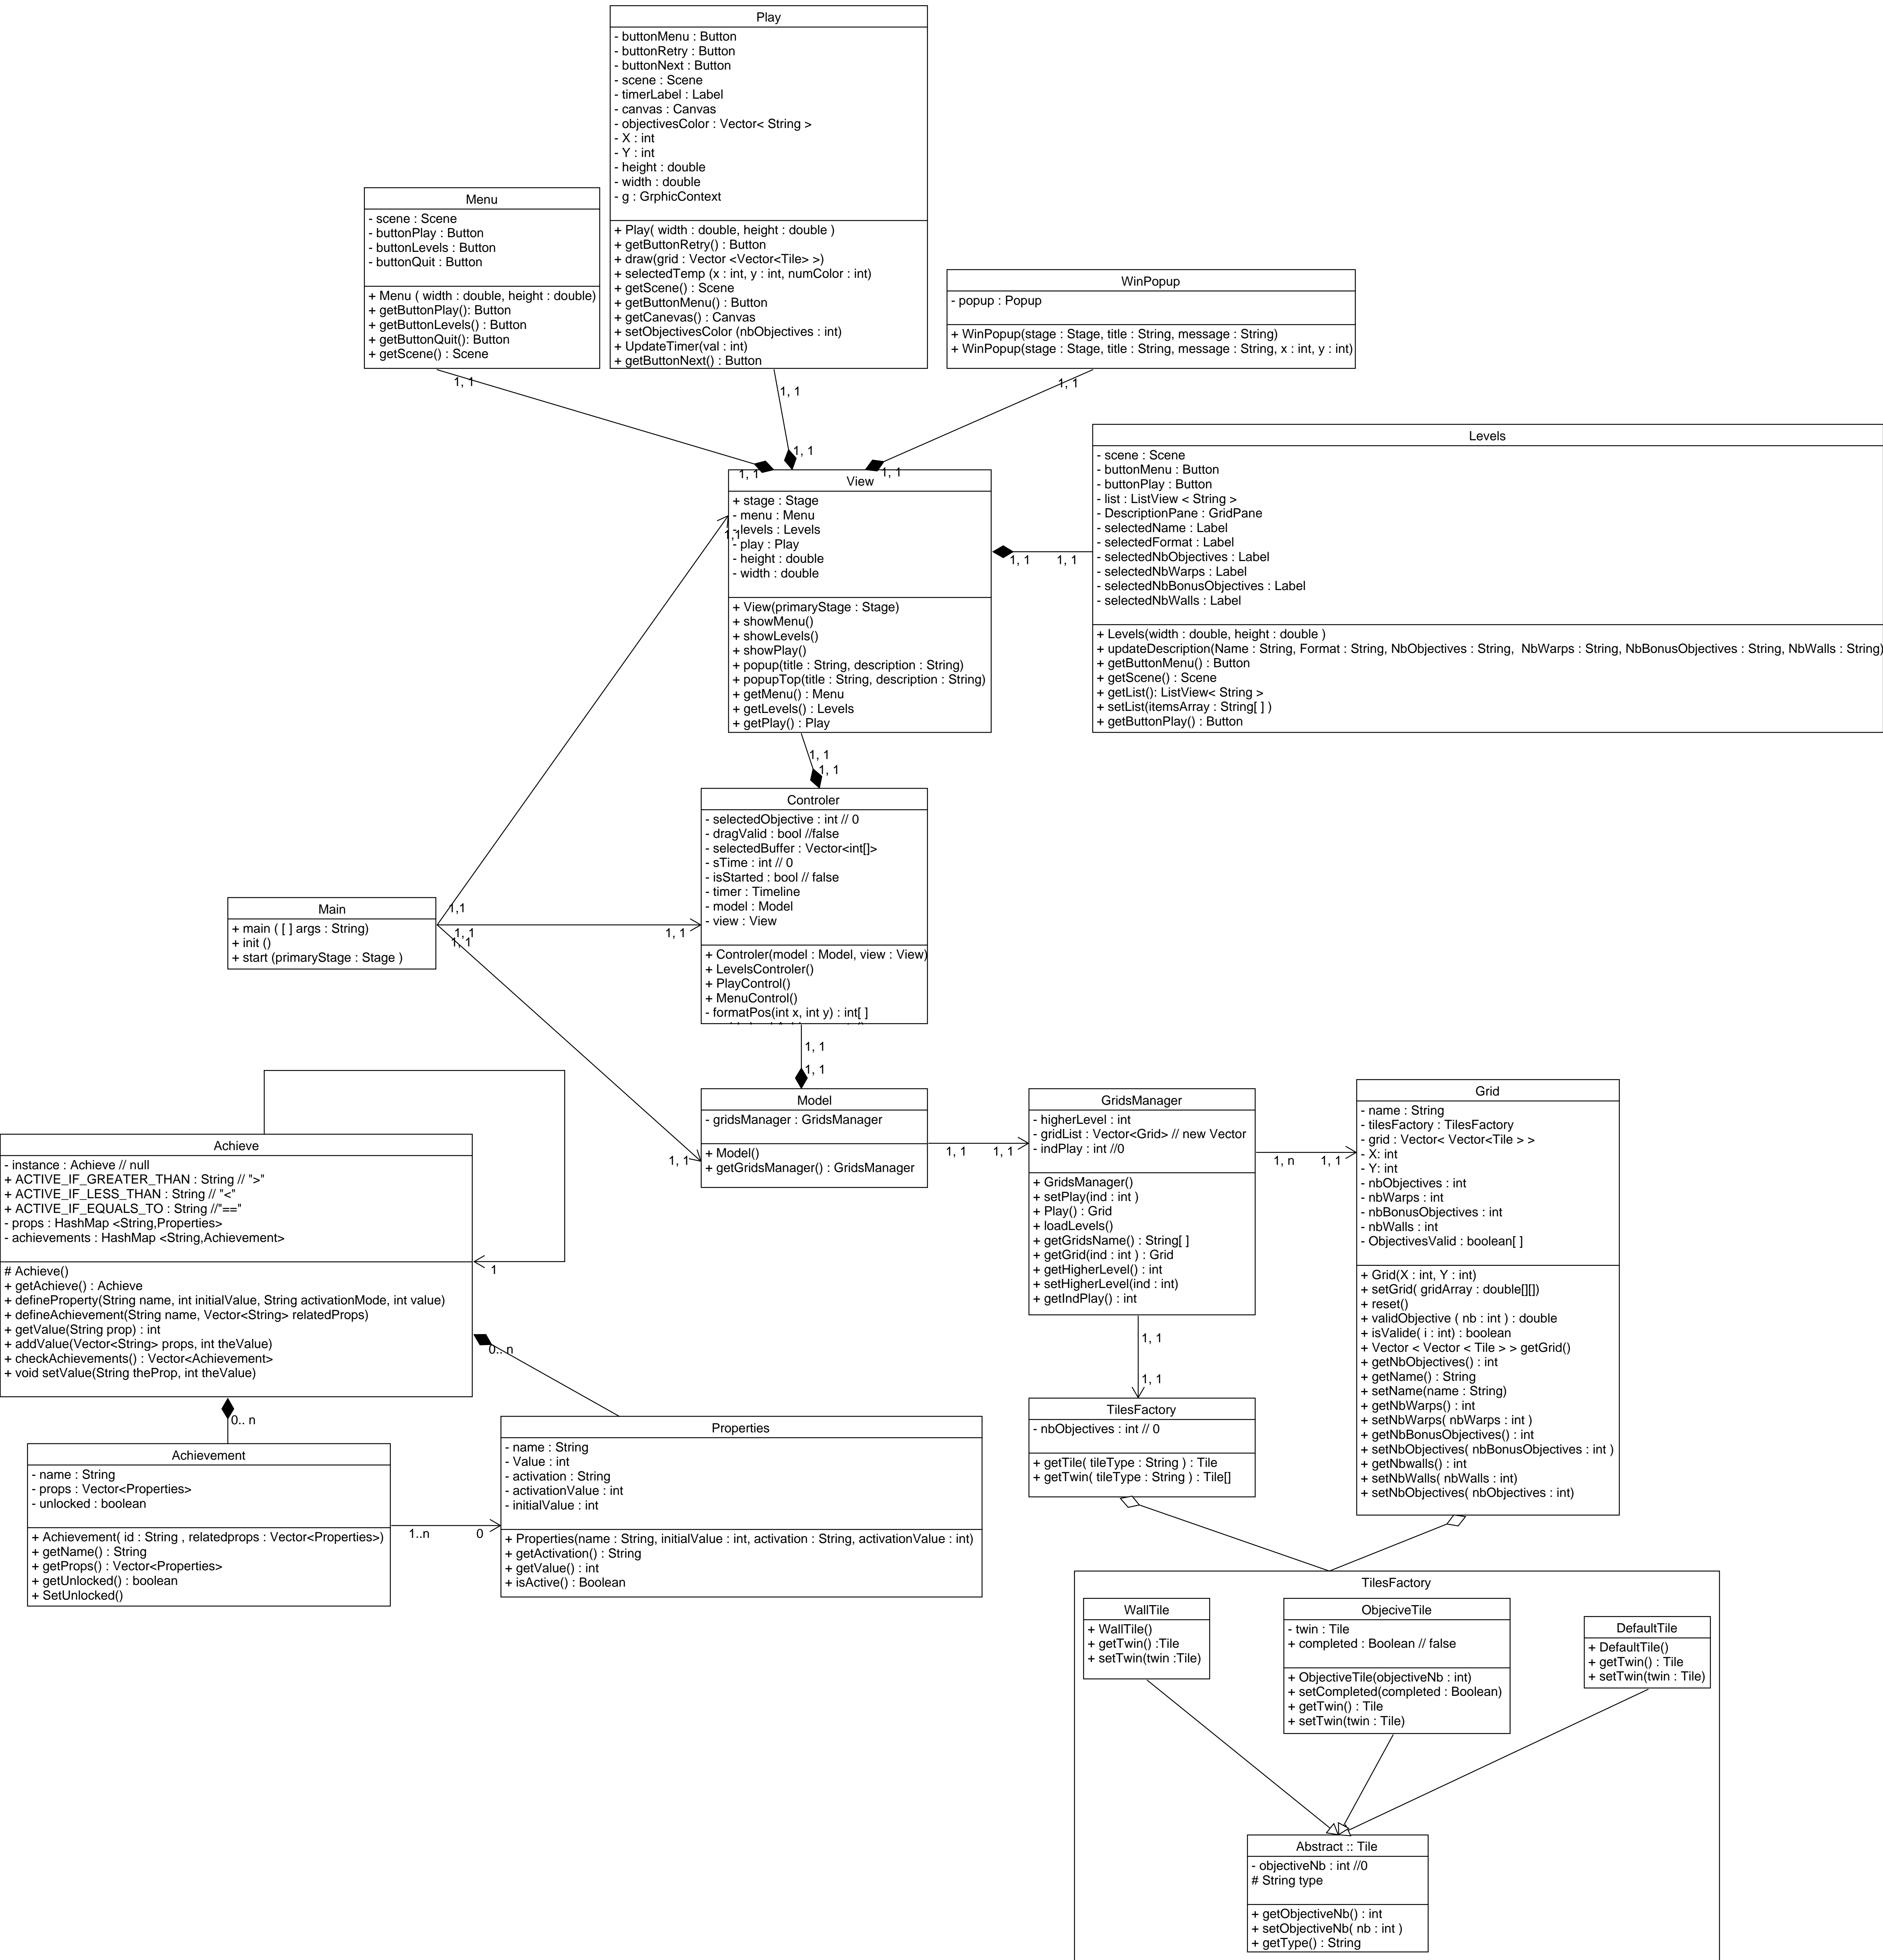 Play
- buttonMenu : Button
- buttonRetry : Button
- buttonNext : Button
- scene : Scene
- timerLabel : Label
- canvas : Canvas
- objectivesColor : Vector< String >
- X : int
- Y : int
- height : double
- width : double
- g : GrphicContext
+ Play( width : double, height : double )
+ getButtonRetry() : Button
+ draw(grid : Vector <Vector<Tile> >)
+ selectedTemp (x : int, y : int, numColor : int)
+ getScene() : Scene
+ getButtonMenu() : Button
+ getCanevas() : Canvas
+ setObjectivesColor (nbObjectives : int)
+ UpdateTimer(val : int)
+ getButtonNext() : Button
Menu
- scene : Scene
- buttonPlay : Button
- buttonLevels : Button
- buttonQuit : Button
+ Menu ( width : double, height : double)
+ getButtonPlay(): Button
+ getButtonLevels() : Button
+ getButtonQuit(): Button
+ getScene() : Scene
WinPopup
- popup : Popup
+ WinPopup(stage : Stage, title : String, message : String)
+ WinPopup(stage : Stage, title : String, message : String, x : int, y : int)
1, 1
1, 1
1, 1
1, 1
1, 1
1, 1
Levels
- scene : Scene
- buttonMenu : Button
- buttonPlay : Button
- list : ListView < String >
- DescriptionPane : GridPane
- selectedName : Label
- selectedFormat : Label
- selectedNbObjectives : Label
- selectedNbWarps : Label
- selectedNbBonusObjectives : Label
- selectedNbWalls : Label
+ Levels(width : double, height : double )
+ updateDescription(Name : String, Format : String, NbObjectives : String,  NbWarps : String, NbBonusObjectives : String, NbWalls : String)
+ getButtonMenu() : Button
+ getScene() : Scene
+ getList(): ListView< String >
+ setList(itemsArray : String[ ] )
+ getButtonPlay() : Button
View
+ stage : Stage
- menu : Menu
- levels : Levels
- play : Play
- height : double
- width : double
+ View(primaryStage : Stage)
+ showMenu()
+ showLevels()
+ showPlay()
+ popup(title : String, description : String)
+ popupTop(title : String, description : String)
+ getMenu() : Menu
+ getLevels() : Levels
+ getPlay() : Play
1,1
1, 1
1, 1
1, 1
1, 1
Controler
- selectedObjective : int // 0
- dragValid : bool //false
- selectedBuffer : Vector<int[]>
- sTime : int // 0
- isStarted : bool // false
- timer : Timeline
- model : Model
- view : View
+ Controler(model : Model, view : View)
+ LevelsControler()
+ PlayControl()
+ MenuControl()
- formatPos(int x, int y) : int[ ]
Main
+ main ( [ ] args : String)
+ init ()
+ start (primaryStage : Stage )
1,1
1, 1
1, 1
1, 1
1, 1
1, 1
Model
- gridsManager : GridsManager
+ Model()
+ getGridsManager() : GridsManager
1, 1
1, 1
1, 1
GridsManager
- higherLevel : int
- gridList : Vector<Grid> // new Vector
- indPlay : int //0
+ GridsManager()
+ setPlay(ind : int )
+ Play() : Grid
+ loadLevels()
+ getGridsName() : String[ ]
+ getGrid(ind : int ) : Grid
+ getHigherLevel() : int
+ setHigherLevel(ind : int)
+ getIndPlay() : int
1, n
1, 1
Grid
- name : String
- tilesFactory : TilesFactory
- grid : Vector< Vector<Tile > >
- X: int
- Y: int
- nbObjectives : int
- nbWarps : int
- nbBonusObjectives : int
- nbWalls : int
- ObjectivesValid : boolean[ ]
+ Grid(X : int, Y : int)
+ setGrid( gridArray : double[][])
+ reset()
+ validObjective ( nb : int ) : double
+ isValide( i : int) : boolean
+ Vector < Vector < Tile > > getGrid()
+ getNbObjectives() : int
+ getName() : String
+ setName(name : String)
+ getNbWarps() : int
+ setNbWarps( nbWarps : int )
+ getNbBonusObjectives() : int
+ setNbObjectives( nbBonusObjectives : int )
+ getNbwalls() : int
+ setNbWalls( nbWalls : int)
+ setNbObjectives( nbObjectives : int)
Achieve
- instance : Achieve // null
+ ACTIVE_IF_GREATER_THAN : String // ">"
+ ACTIVE_IF_LESS_THAN : String // "<"
+ ACTIVE_IF_EQUALS_TO : String //"=="
- props : HashMap <String,Properties>
- achievements : HashMap <String,Achievement>
# Achieve()
+ getAchieve() : Achieve
+ defineProperty(String name, int initialValue, String activationMode, int value)
+ defineAchievement(String name, Vector<String> relatedProps)
+ getValue(String prop) : int
+ addValue(Vector<String> props, int theValue)
+ checkAchievements() : Vector<Achievement>
+ void setValue(String theProp, int theValue)
1
0.. n
0.. n
1, 1
1, 1
TilesFactory
- nbObjectives : int // 0
+ getTile( tileType : String ) : Tile
+ getTwin( tileType : String ) : Tile[]
Achievement
- name : String
- props : Vector<Properties>
- unlocked : boolean
+ Achievement( id : String , relatedprops : Vector<Properties>)
+ getName() : String
+ getProps() : Vector<Properties>
+ getUnlocked() : boolean
+ SetUnlocked()
1..n
0
Properties
- name : String
- Value : int
- activation : String
- activationValue : int
- initialValue : int
+ Properties(name : String, initialValue : int, activation : String, activationValue : int)
+ getActivation() : String
+ getValue() : int
+ isActive() : Boolean
TilesFactory
WallTile
+ WallTile()
+ getTwin() :Tile
+ setTwin(twin :Tile)
ObjeciveTile
- twin : Tile
+ completed : Boolean // false
+ ObjectiveTile(objectiveNb : int)
+ setCompleted(completed : Boolean)
+ getTwin() : Tile
+ setTwin(twin : Tile)
DefaultTile
+ DefaultTile()
+ getTwin() : Tile
+ setTwin(twin : Tile)
Abstract :: Tile
- objectiveNb : int //0
# String type
+ getObjectiveNb() : int
+ setObjectiveNb( nb : int )
+ getType() : String